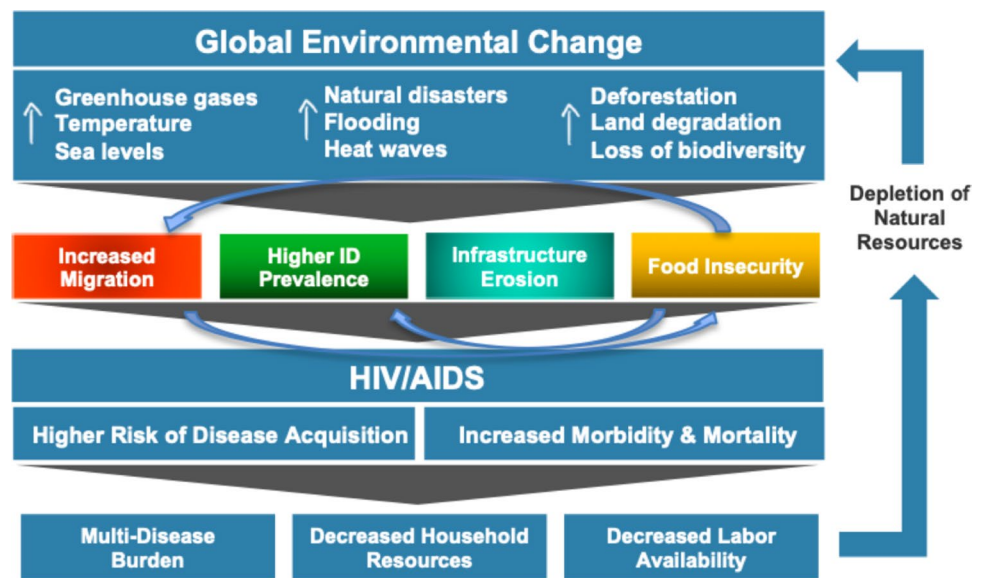 Global Environmental Change
Greenhouse gases
Temperature
Sea levels
Natural disasters
Flooding
Heat waves
Deforestation
Land degradation
Loss of biodiversity
Depletion of
Natural
Resources
Increased
Migration
Higher ID
Prevalence
Infrastructure
Erosion
Food Insecurity
HIV/AIDS
Higher Risk of Disease Acquisition
Increased Morbidity & Mortality
Multi-Disease
Burden
Decreased Household
Resources
Decreased Labor
Availability